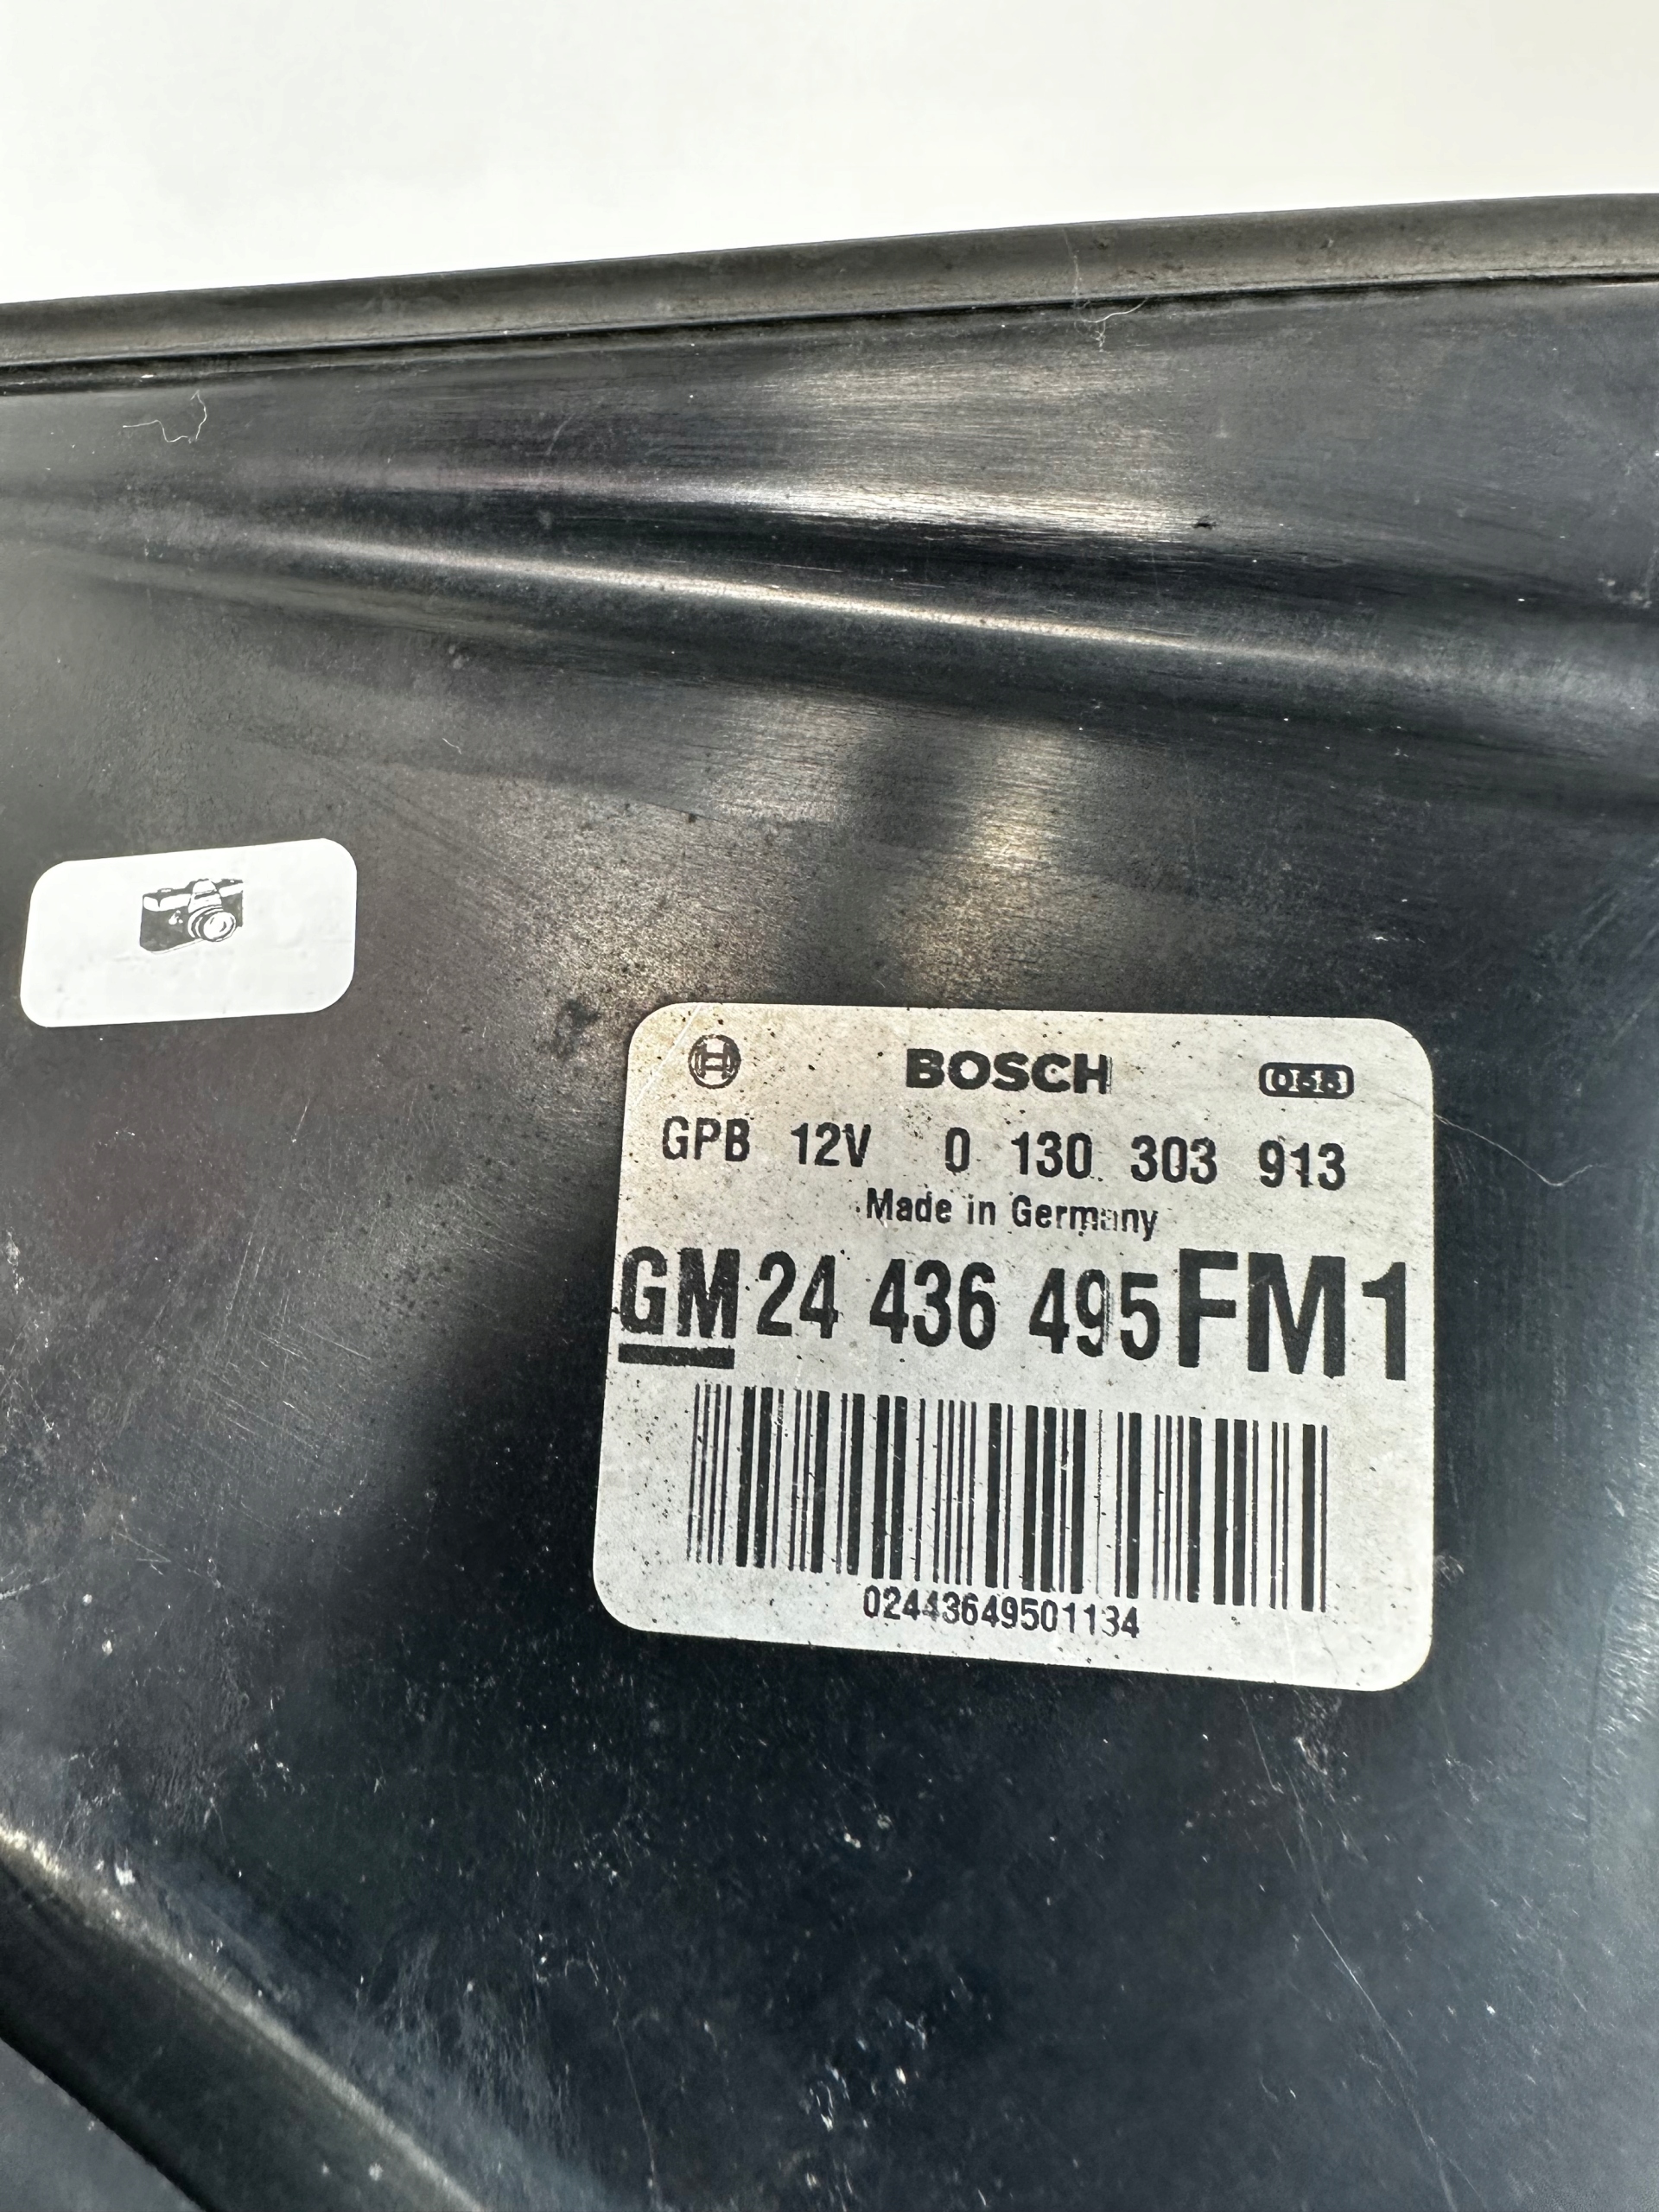 BOSCH
GPB 12V 0 130 303 913
Made in Germany
GM 24 436 495 FM1
02443649501134